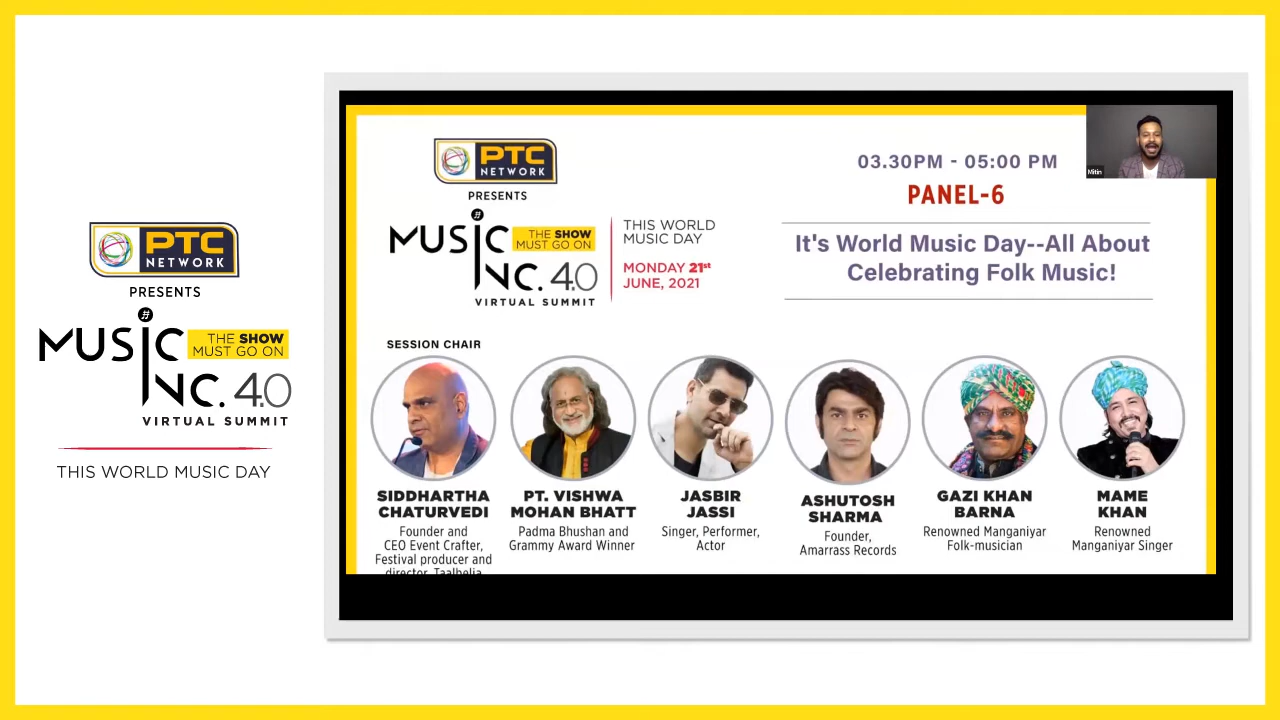 PTC
NETWORK
PRESENTS
MUSIC
THE SHOW
MUST GO ON
INC. 4.0
VIRTUAL SUMMIT
THIS WORLD MUSIC DAY
PTC
NETWORK
PRESENTS
MUSIC
THE SHOW
MUST GO ON
INC. 4.0
VIRTUAL SUMMIT
THIS WORLD
MUSIC DAY
MONDAY 21st
JUNE, 2021
03.30PM - 05:00 PM
PANEL-6
It's World Music Day--All About
Celebrating Folk Music!
Mitin
SESSION CHAIR
SIDDHARTHA
CHATURVEDI
Founder and
CEO Event Crafter,
Festival producer and
director, Taalbelia
PT. VISHWA
MOHAN BHATT
Padma Bhushan and
Grammy Award Winner
JASBIR
JASSI
Singer, Performer,
Actor
ASHUTOSH
SHARMA
Founder,
Amarrass Records
GAZI KHAN
BARNA
Renowned Manganiyar
Folk-musician
MAME
KHAN
Renowned
Manganiyar Singer